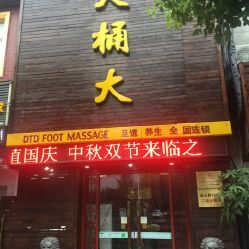 桶
大
DTD FOOT MASSAGE 足道 养生 全国连锁
值国庆 中秋双节来临之